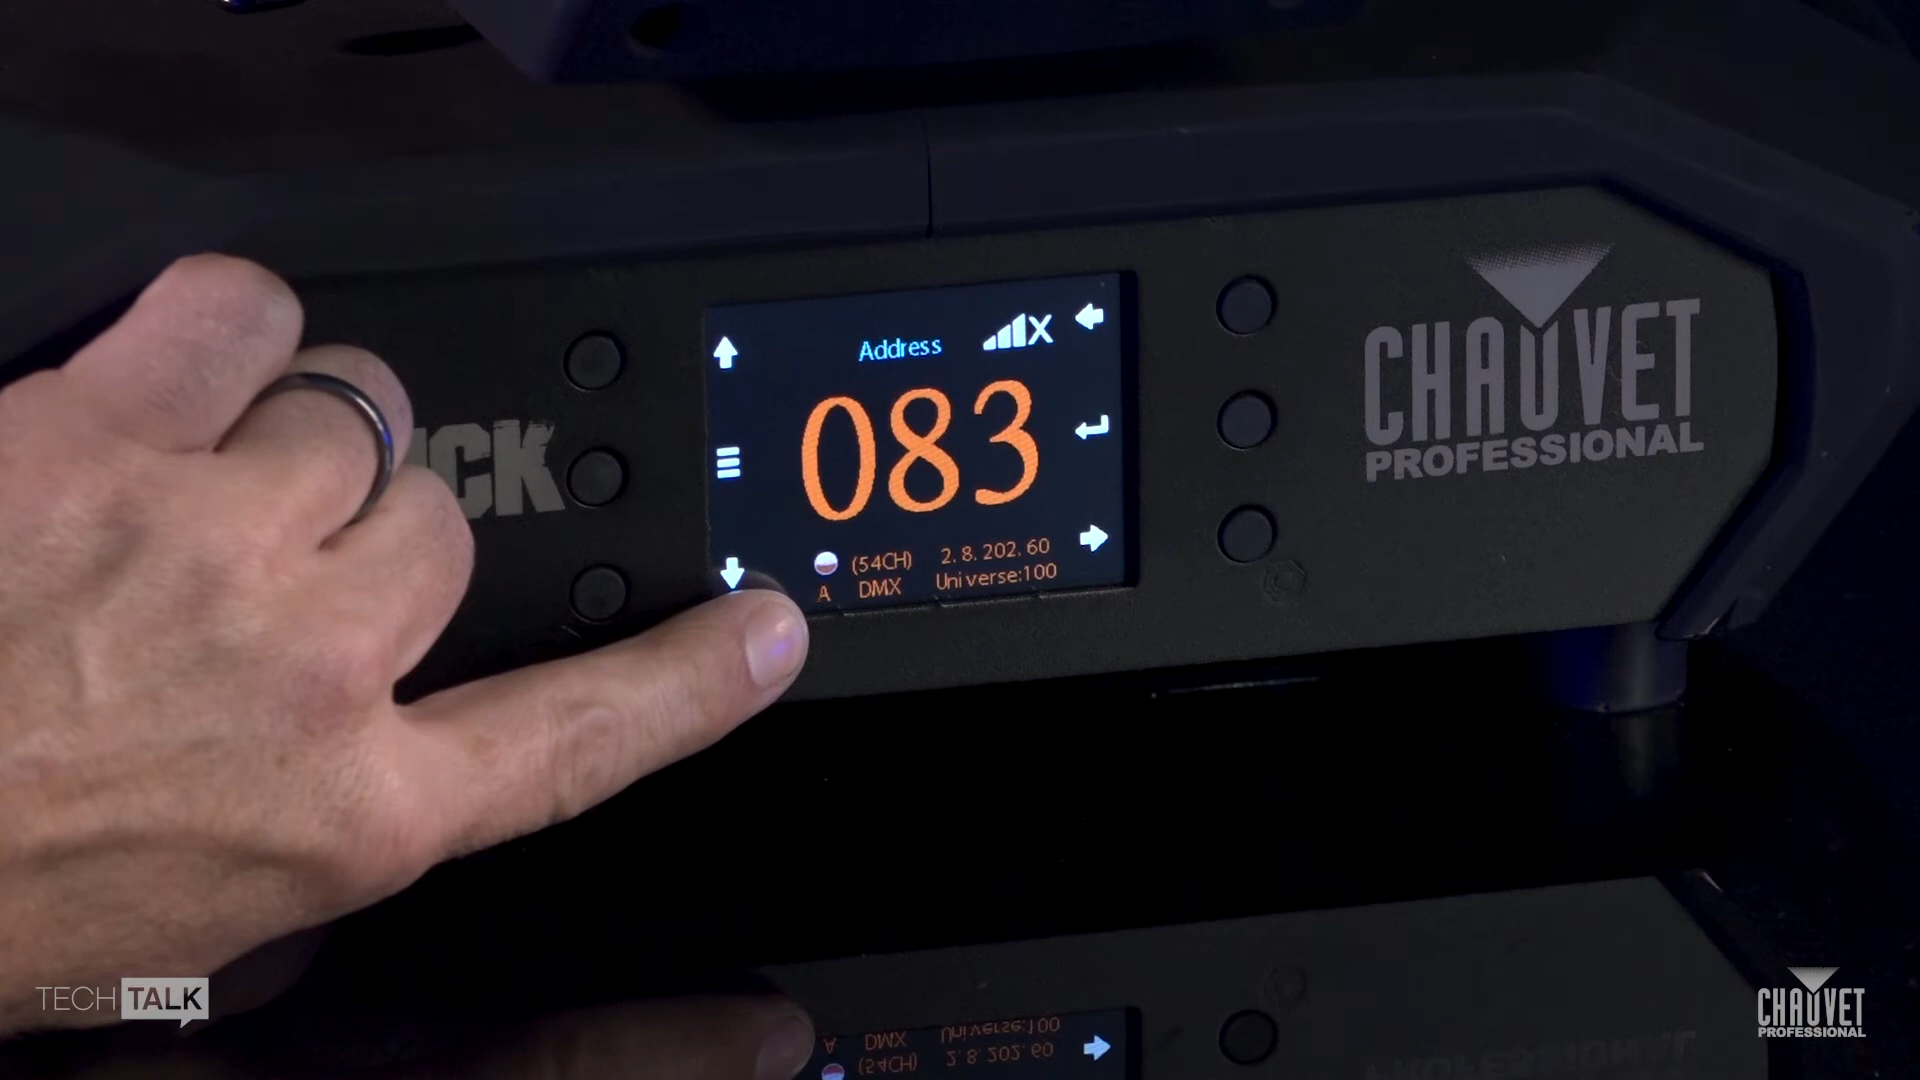 Address
X
083
(54CH) 2.8.202.60
A DMX Universe:100
CK
CHAUVET
PROFESSIONAL
TECH TALK
CHAUVET
PROFESSIONAL